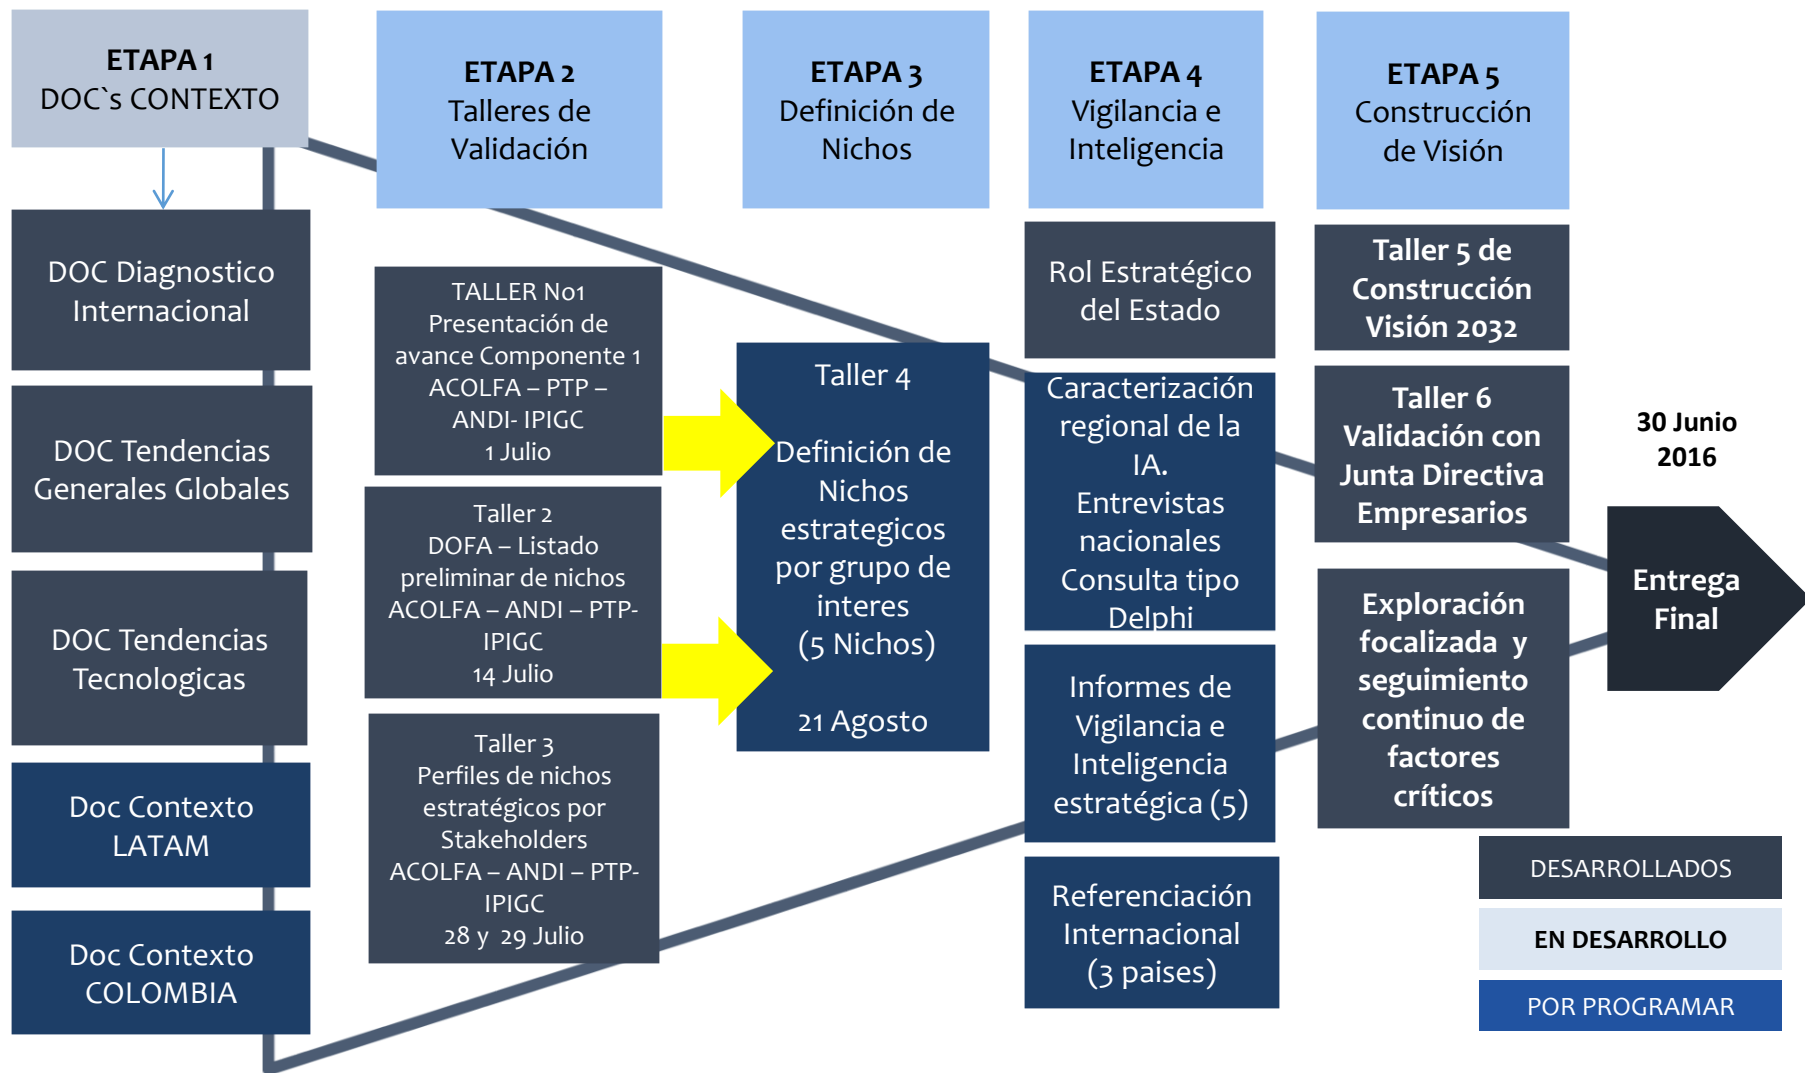 ETAPA 1
DOC`s CONTEXTO
DOC Diagnostico
Internacional
DOC Tendencias
Generales Globales
DOC Tendencias
Tecnologicas
Doc Contexto
LATAM
Doc Contexto
COLOMBIA
ETAPA 2
Talleres de
Validación
TALLER No1
Presentación de
avance Componente 1
ACOLFA – PTP –
ANDI- IPIGC
1 Julio
Taller 2
DOFA – Listado
preliminar de nichos
ACOLFA – ANDI – PTP-
IPIGC
14 Julio
Taller 3
Perfiles de nichos
estratégicos por
Stakeholders
ACOLFA – ANDI – PTP-
IPIGC
28 y 29 Julio
ETAPA 3
Definición de
Nichos
Taller 4
Definición de
Nichos
estrategicos
por grupo de
interes
(5 Nichos)
21 Agosto
ETAPA 4
Vigilancia e
Inteligencia
Rol Estratégico
del Estado
Caracterización
regional de la
IA.
Entrevistas
nacionales
Consulta tipo
Delphi
Informes de
Vigilancia e
Inteligencia
estratégica (5)
Referenciación
Internacional
(3 paises)
ETAPA 5
Construcción
de Visión
Taller 5 de
Construcción
Visión 2032
Taller 6
Validación con
Junta Directiva
Empresarios
Exploración
focalizada y
seguimiento
continuo de
factores
críticos
30 Junio
2016
Entrega
Final
DESARROLLADOS
EN DESARROLLO
POR PROGRAMAR